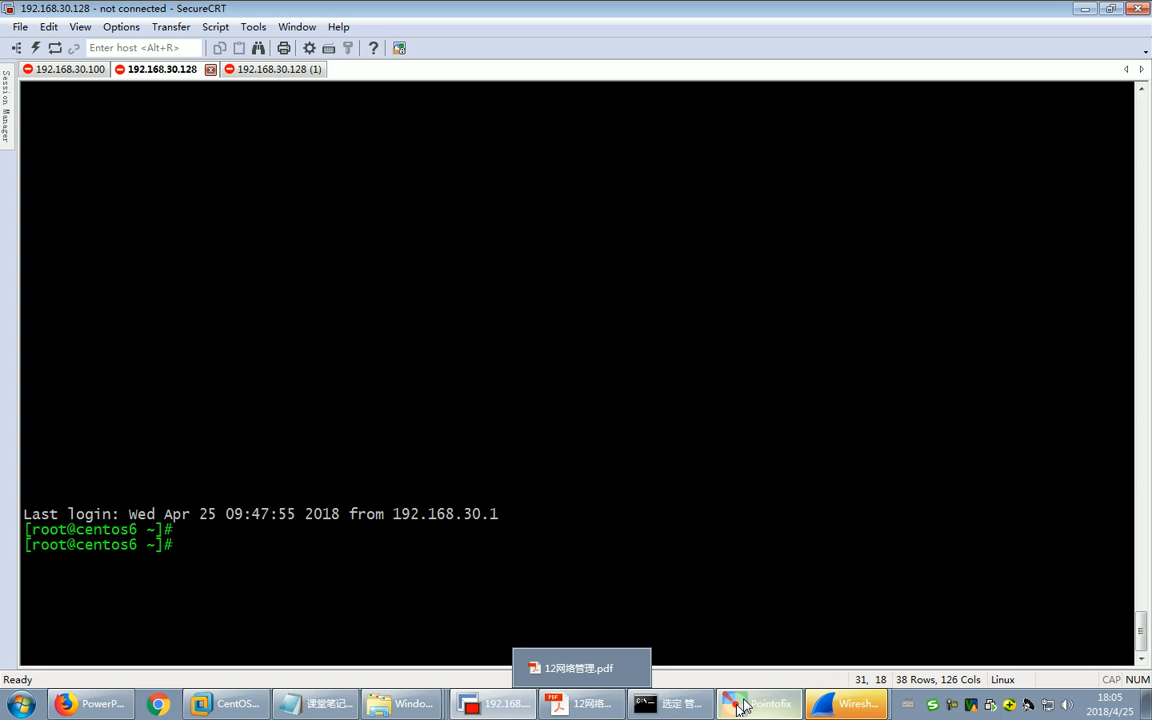 192.168.30.128 - not connected - SecureCRT
File Edit View Options Transfer Script Tools Window Help
Enter host <Alt+R>
192.168.30.100 192.168.30.128 192.168.30.128 (1)
Session Manager
Last login: Wed Apr 25 09:47:55 2018 from 192.168.30.1
[root@centos6 ~]#
[root@centos6 ~]#
12网络管理.pdf
Ready 31, 18 38 Rows, 126 Cols Linux CAP NUM
PowerP... CentOS... 课堂笔记... Windo... 192.168.... 12网络... 选定 管... Pointofix Wiresh... 18:05
2018/4/25